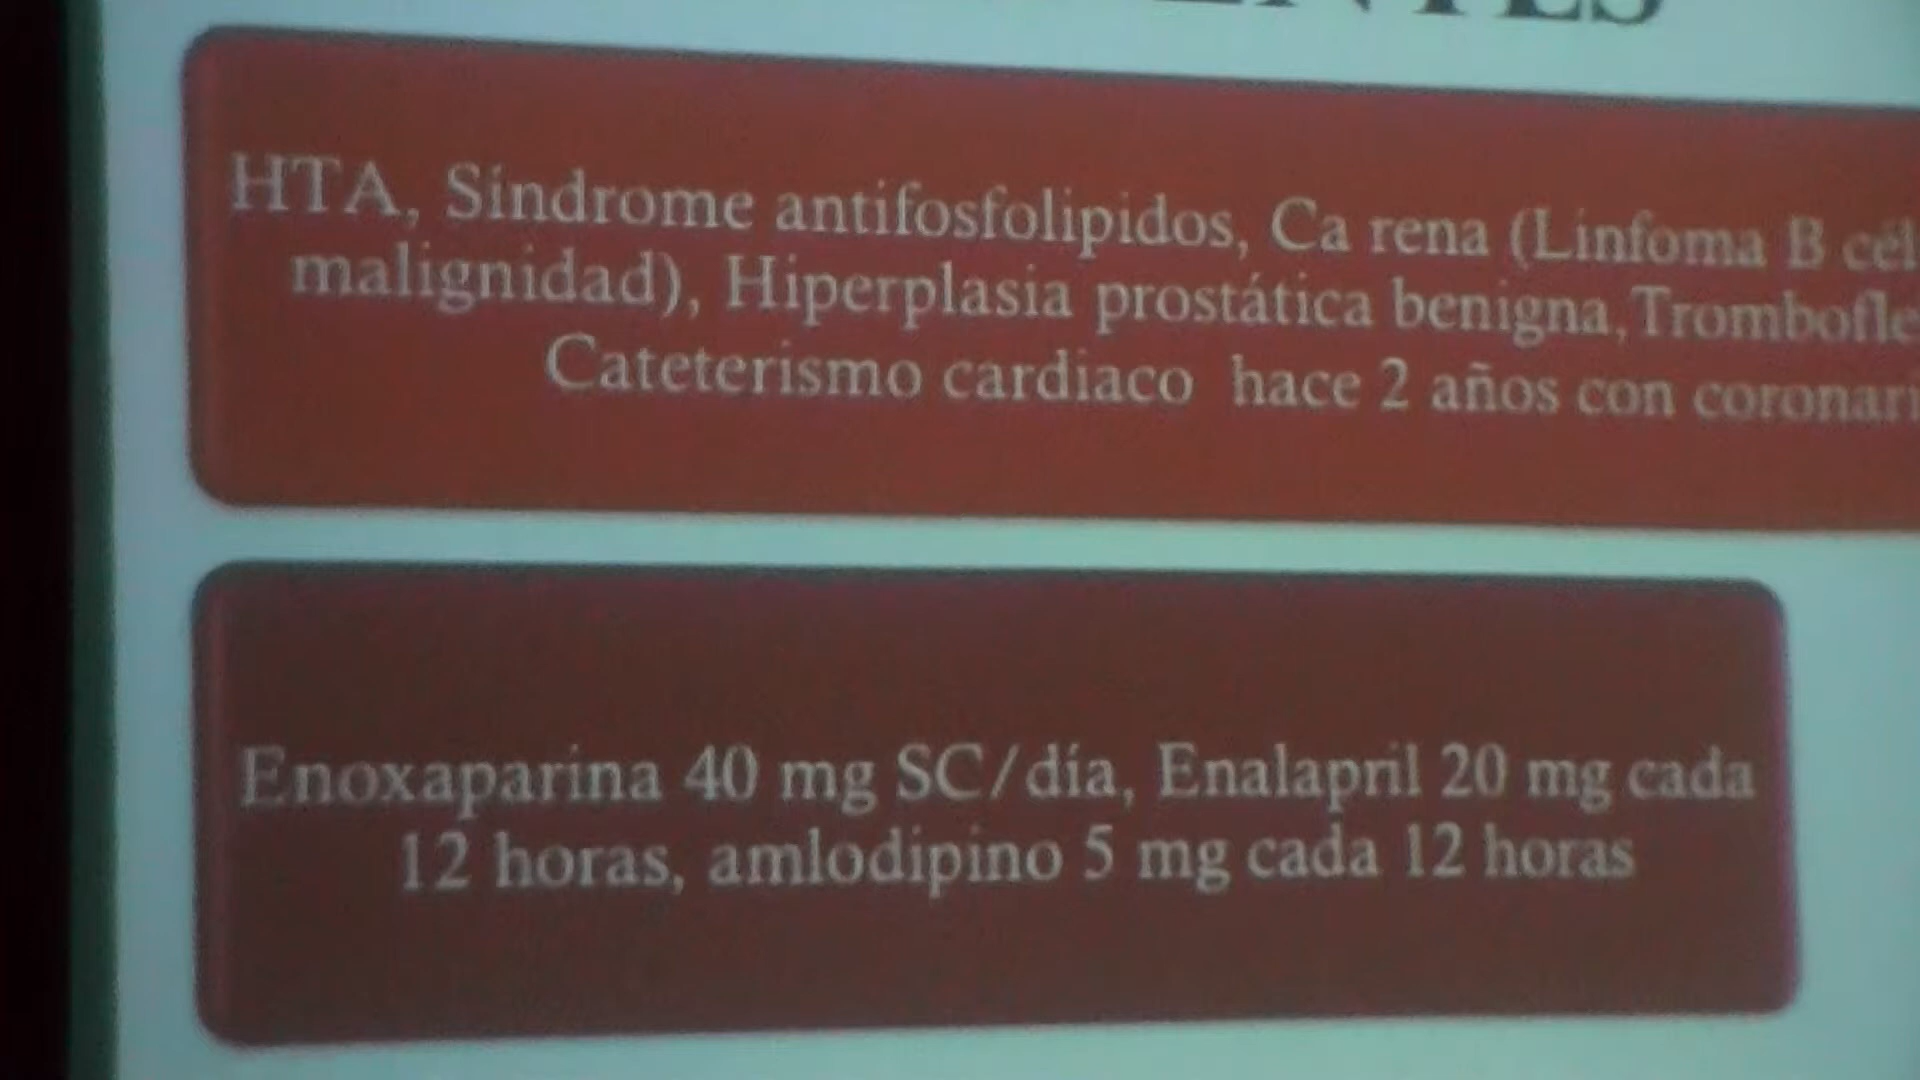 HTA, Síndrome antifosfolipidos, Ca rena (Linfoma B
malignidad), Hiperplasia prostática benigna,
Cateterismo cardiaco hace 2 años con
Enoxaparina 40 mg SC/día, Enalapril 20 mg cada
12 horas, amlodipino 5 mg cada 12 horas